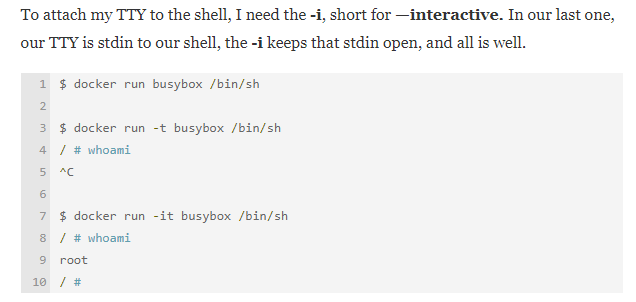 To attach my TTY to the shell, I need the -i, short for —interactive. In our last one,
our TTY is stdin to our shell, the -i keeps that stdin open, and all is well.
1 $ docker run busybox /bin/sh
2
3 $ docker run -t busybox /bin/sh
4 / # whoami
5 ^C
6
7 $ docker run -it busybox /bin/sh
8 / # whoami
9 root
10 / #